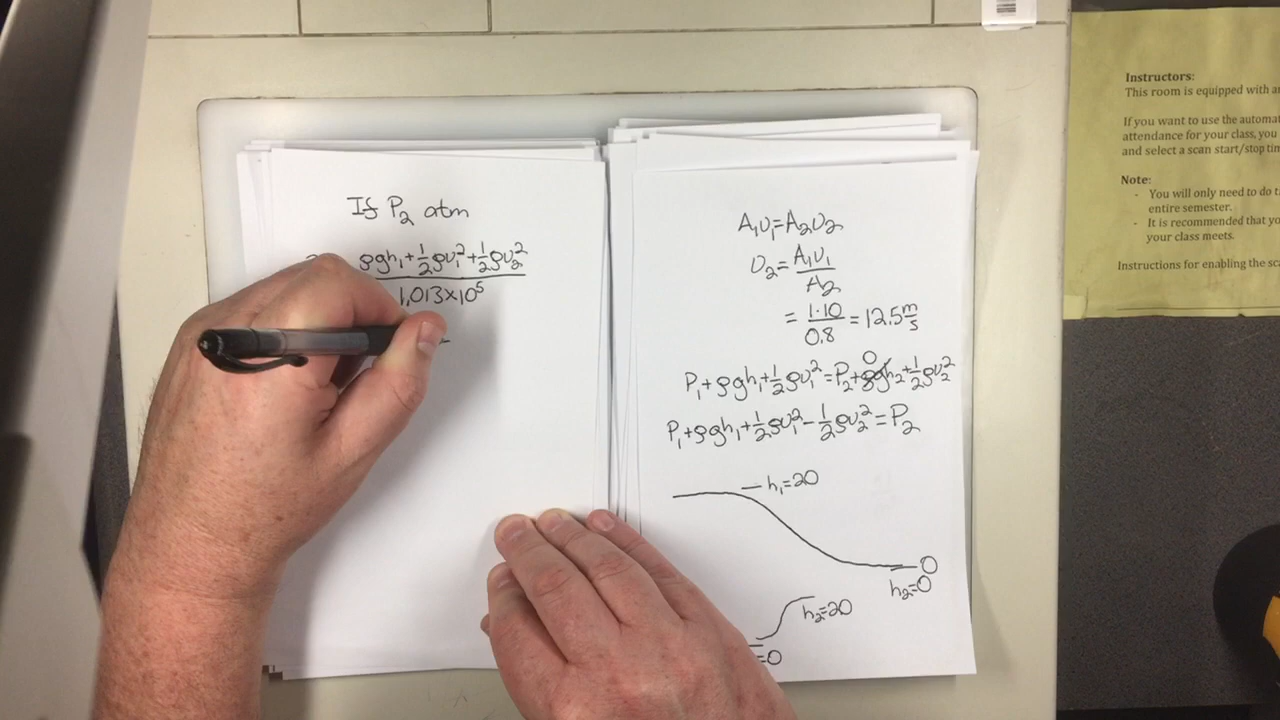 If P₂ atm
ρgh₁+½ρv₁²+½ρv₂²
1,013×10⁵
A₁v₁=A₂v₂
v₂=A₁v₁
A₂
= 1·10 = 12.5 m/s
0.8
0
P₁+ρgh₁+½ρv₁²=P₂+ρgh₂+½ρv₂²
P₁+ρgh₁+½ρv₁²-½ρv₂²=P₂
— h₁=20
0
h₂=0
h₂=20
=0
Instructors:
This room is equipped with
If you want to use the
attendance for your class, you
and select a scan start/stop
Note:
- You will only need to do
entire semester.
- It is recommended that
your class meets.
Instructions for enabling the